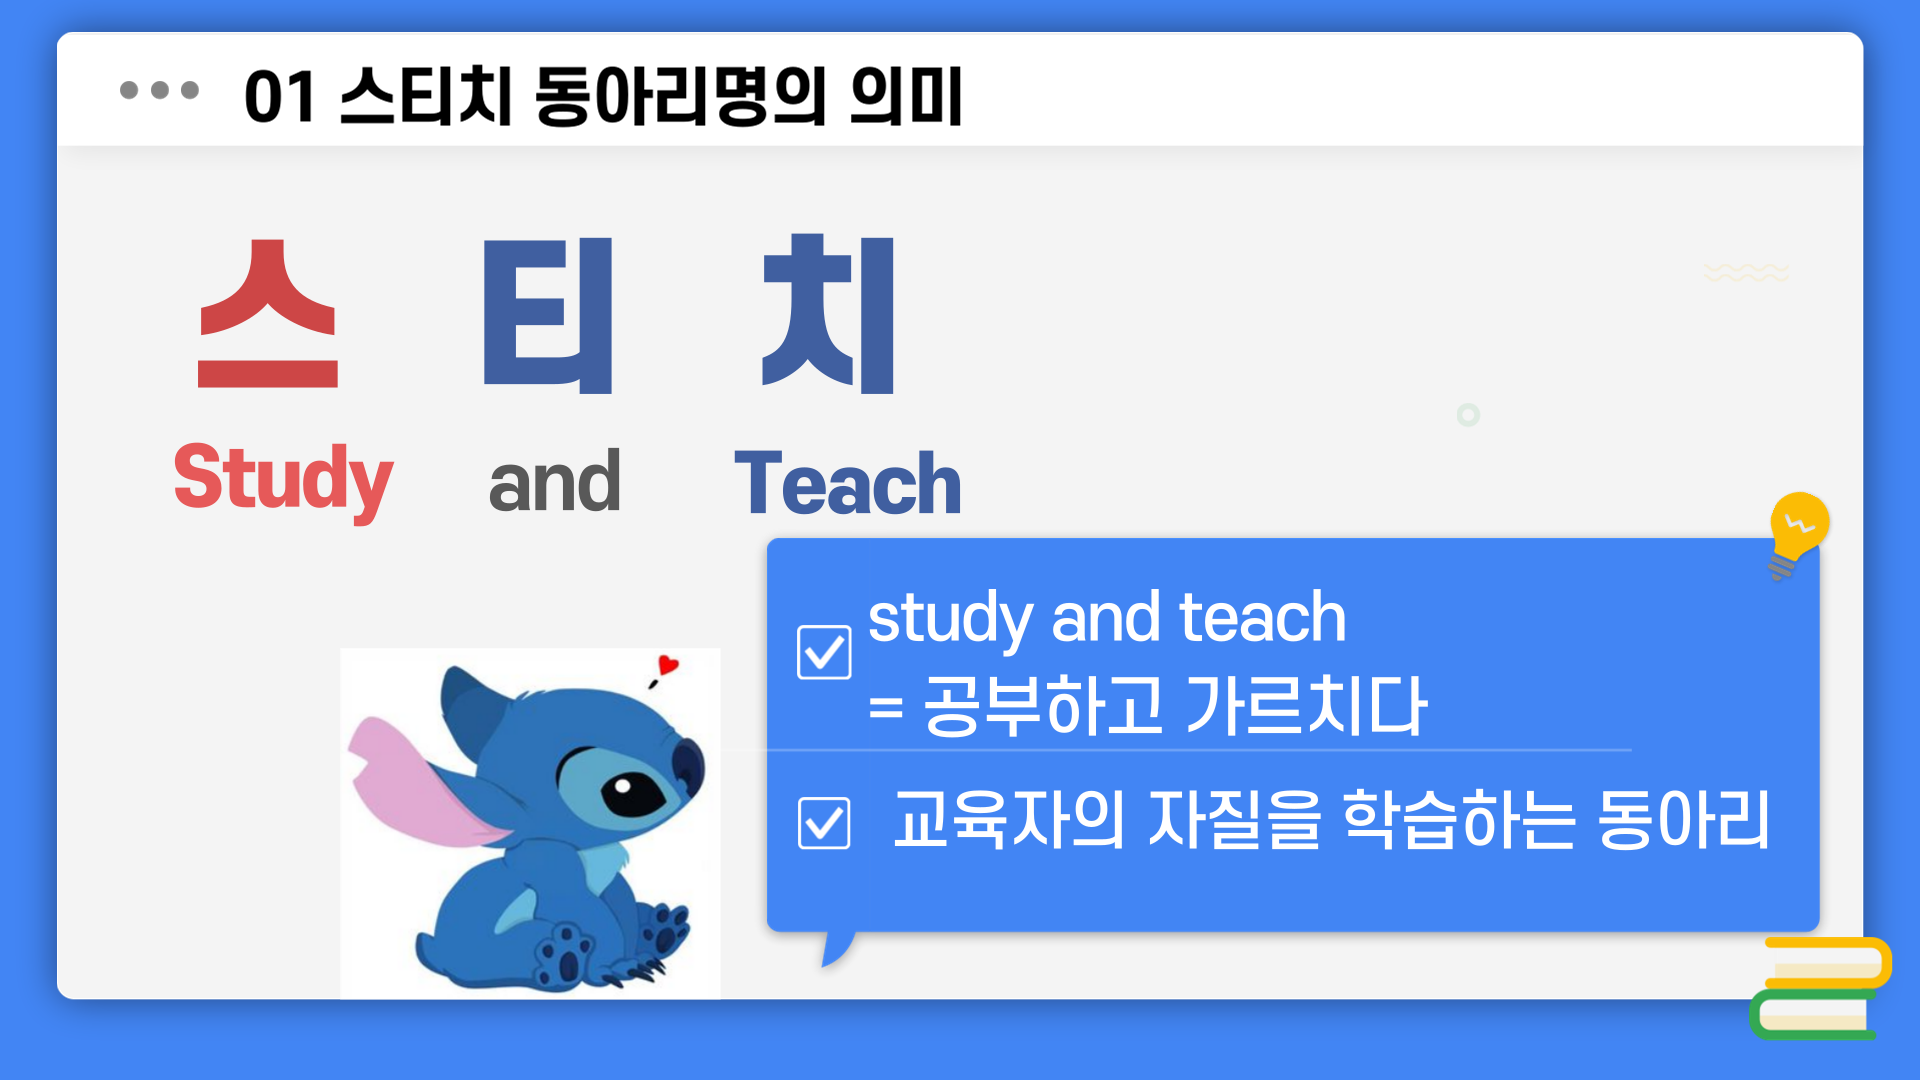 01 스티치 동아리명의 의미
스 티 치
Study and Teach
study and teach
= 공부하고 가르치다
교육자의 자질을 학습하는 동아리